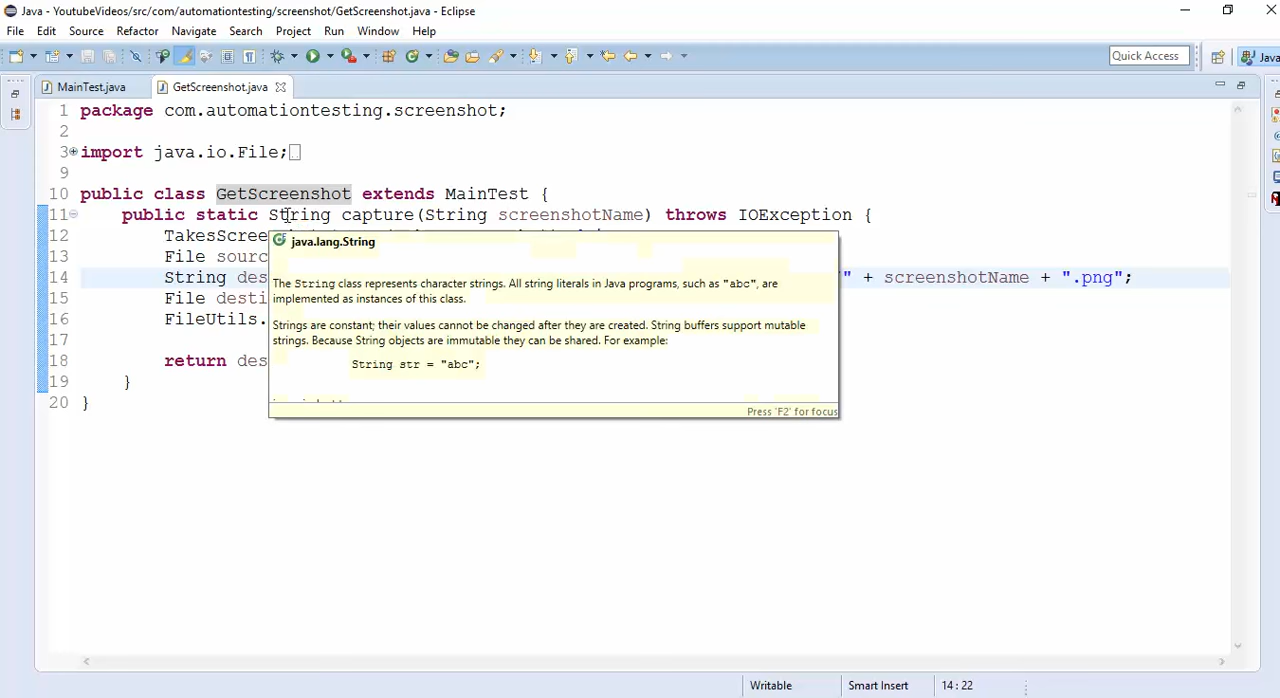 Java - YoutubeVideos/src/com/automationtesting/screenshot/GetScreenshot.java - Eclipse
File Edit Source Refactor Navigate Search Project Run Window Help
Quick Access
Java
MainTest.java GetScreenshot.java
1 package com.automationtesting.screenshot;
2
3 import java.io.File;
9
10 public class GetScreenshot extends MainTest {
11 public static String capture(String screenshotName) throws IOException {
12 TakesScree
13 File sourc
14 String des " + screenshotName + ".png";
15 File desti
16 FileUtils.
17
18 return des
19 }
20 }
java.lang.String
The String class represents character strings. All string literals in Java programs, such as "abc", are
implemented as instances of this class.
Strings are constant; their values cannot be changed after they are created. String buffers support mutable
strings. Because String objects are immutable they can be shared. For example:
String str = "abc";
Press 'F2' for focus
Writable Smart Insert 14 : 22